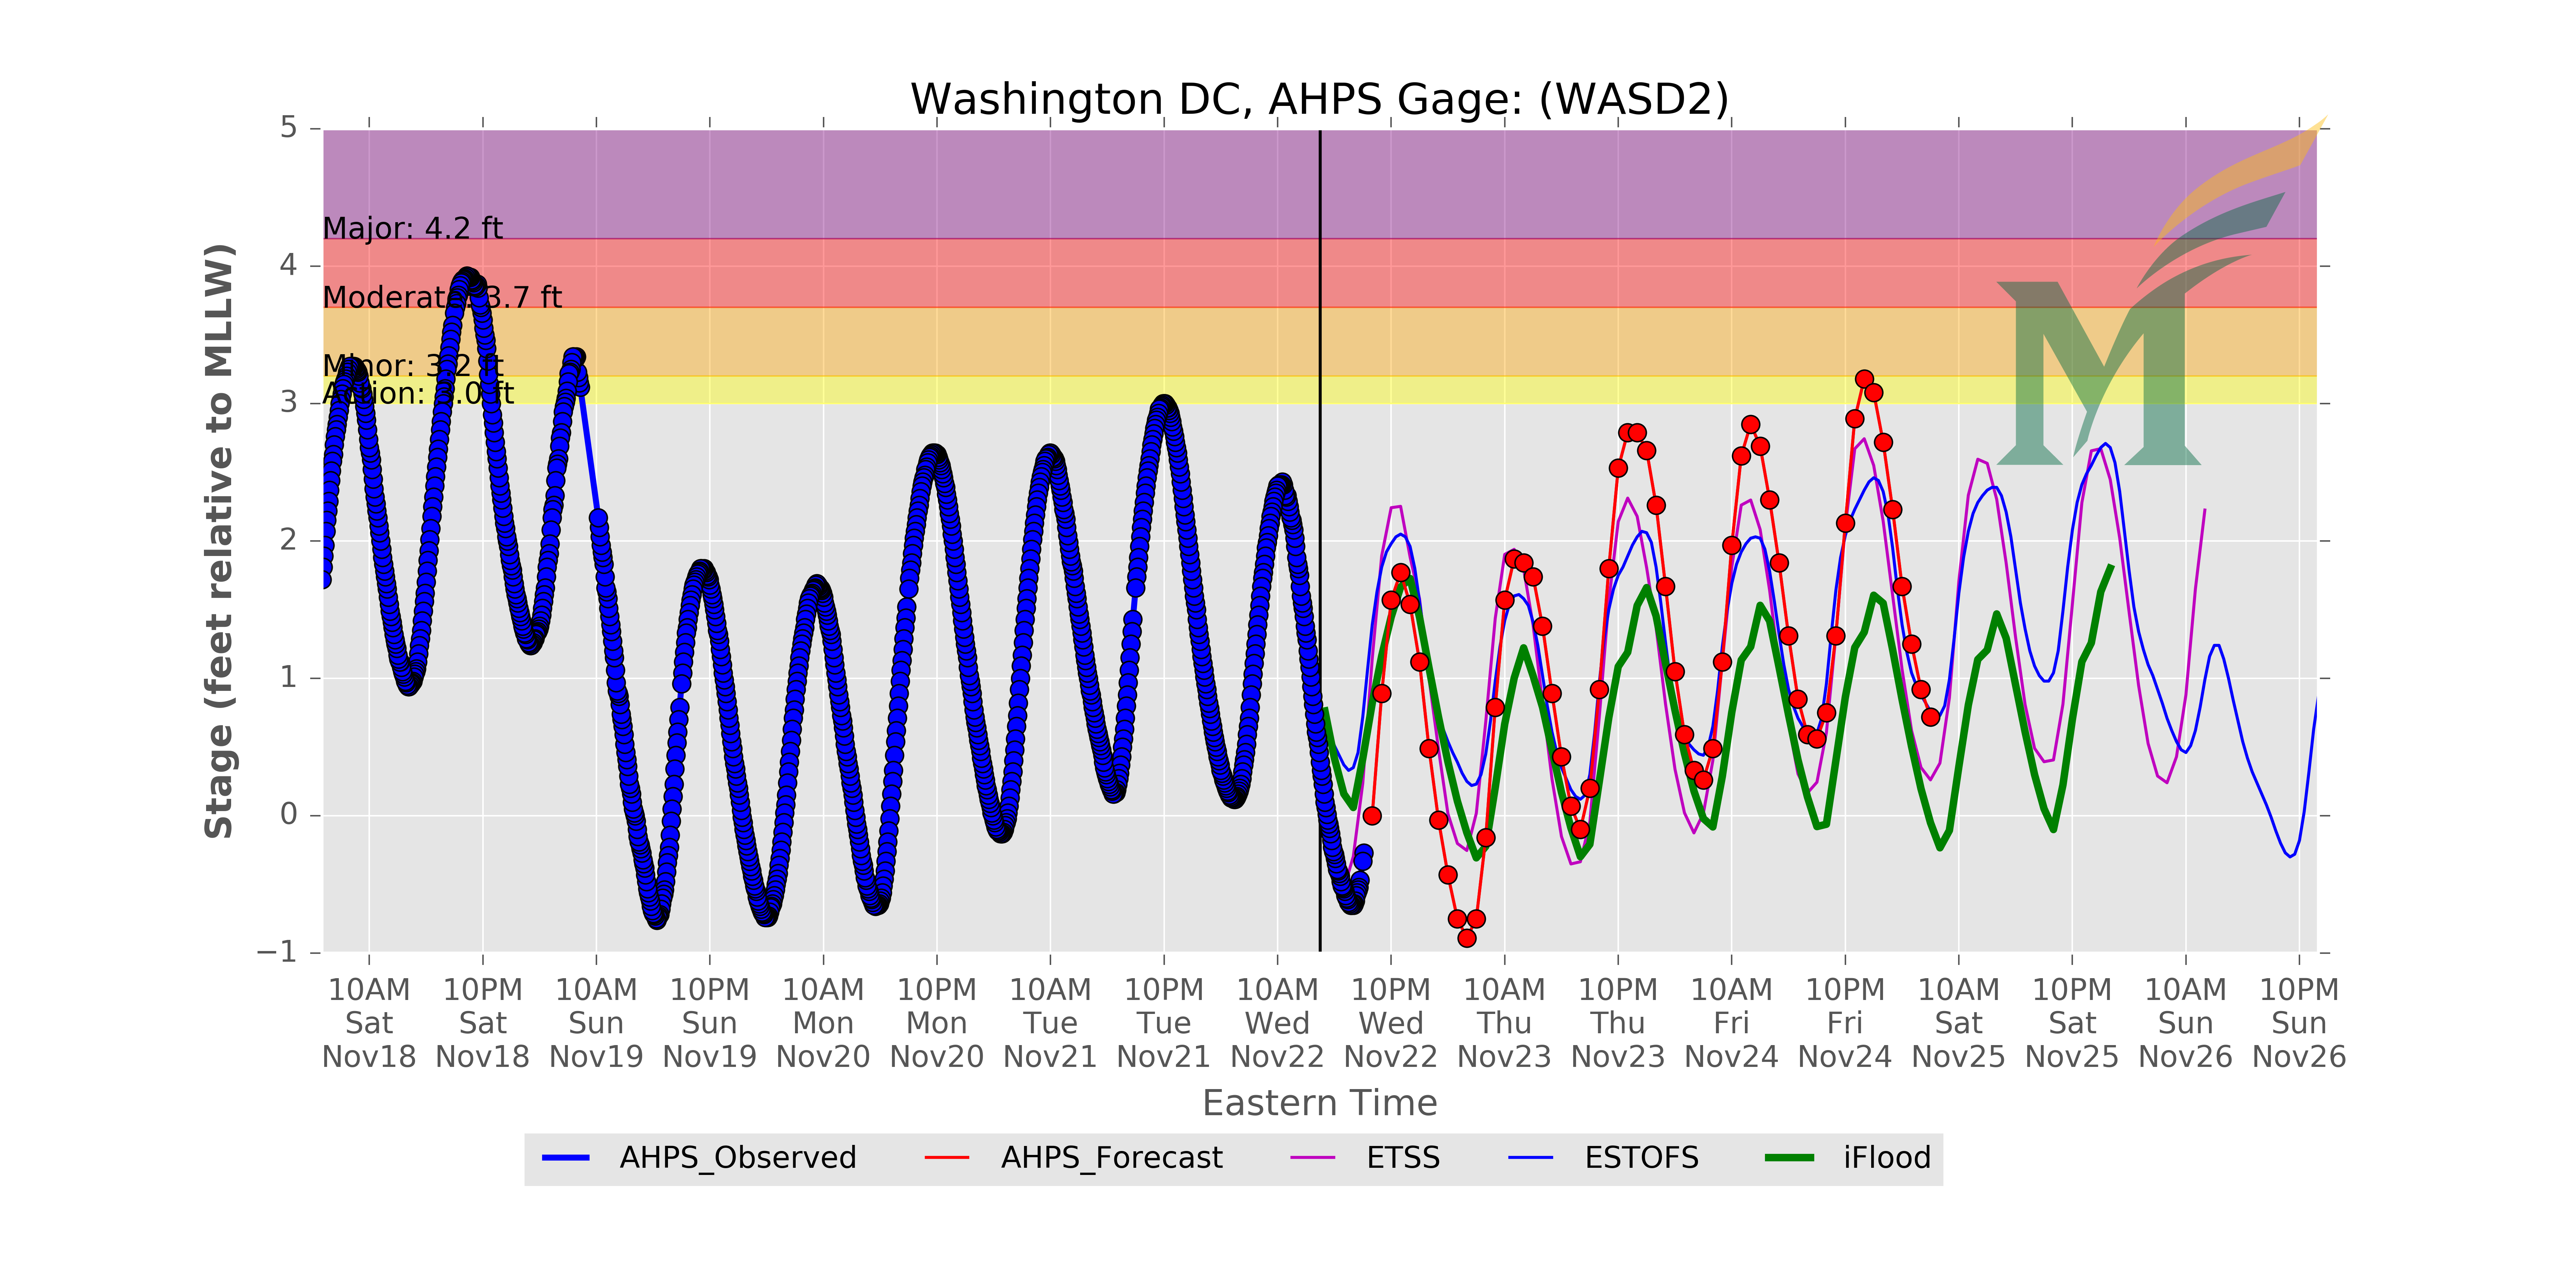 Washington DC, AHPS Gage: (WASD2)
Stage (feet relative to MLLW)
5
4
3
2
1
0
−1
Major: 4.2 ft
Moderate: 3.7 ft
Minor: 3.2 ft
Action: 3.0 ft
10AM 10PM 10AM 10PM 10AM 10PM 10AM 10PM 10AM 10PM 10AM 10PM 10AM 10PM 10AM 10PM 10AM 10PM
Sat Sat Sun Sun Mon Mon Tue Tue Wed Wed Thu Thu Fri Fri Sat Sat Sun Sun
Nov18 Nov18 Nov19 Nov19 Nov20 Nov20 Nov21 Nov21 Nov22 Nov22 Nov23 Nov23 Nov24 Nov24 Nov25 Nov25 Nov26 Nov26
Eastern Time
AHPS_Observed AHPS_Forecast ETSS ESTOFS iFlood